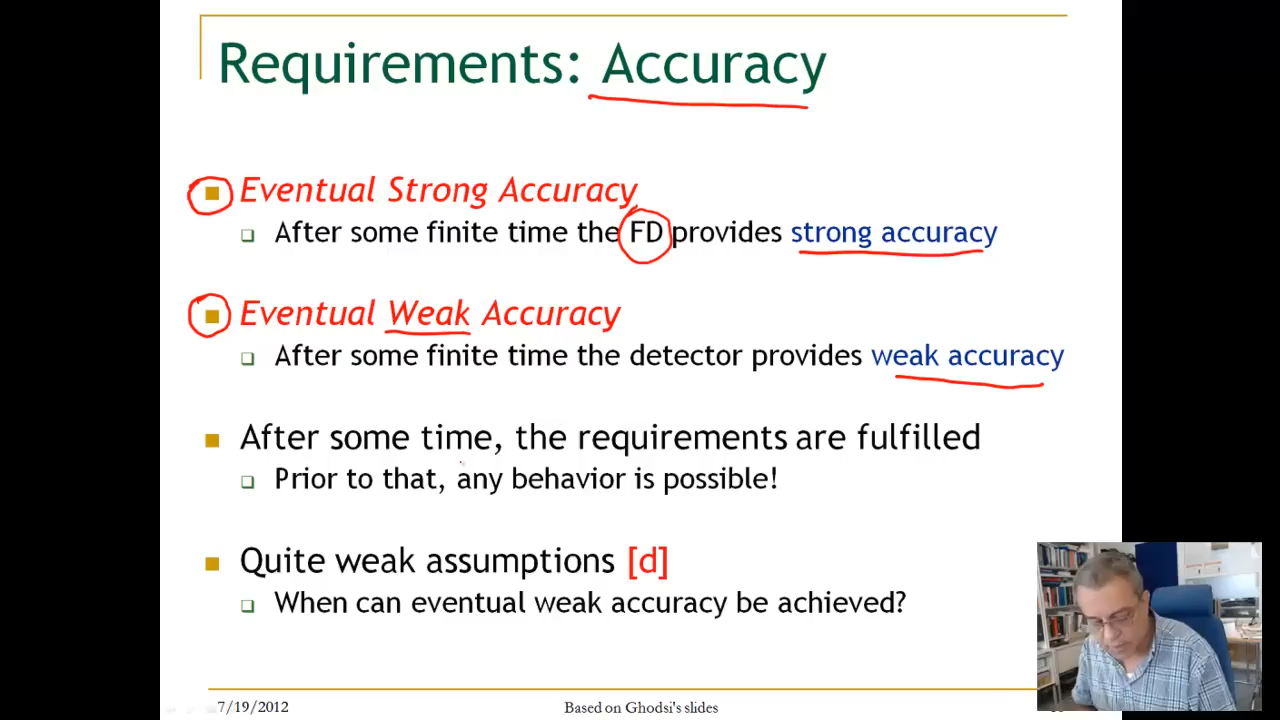 Requirements: Accuracy
Eventual Strong Accuracy
After some finite time the FD provides strong accuracy
Eventual Weak Accuracy
After some finite time the detector provides weak accuracy
After some time, the requirements are fulfilled
Prior to that, any behavior is possible!
Quite weak assumptions [d]
When can eventual weak accuracy be achieved?
7/19/2012
Based on Ghodsi's slides